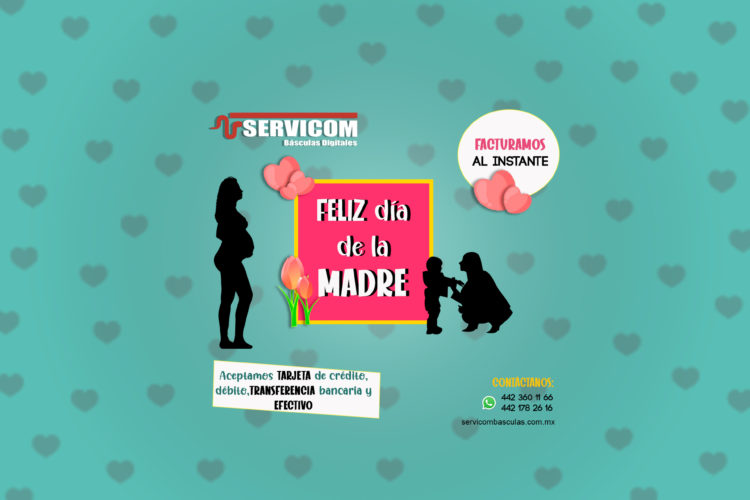 SERVICOM
Básculas Digitales
FACTURAMOS
AL INSTANTE
FELIZ día
de la
MADRE
Aceptamos TARJETA de crédito,
débito,TRANSFERENCIA bancaria y
EFECTIVO
CONTÁCTANOS:
442 360 11 66
442 178 26 16
servicombasculas.com.mx